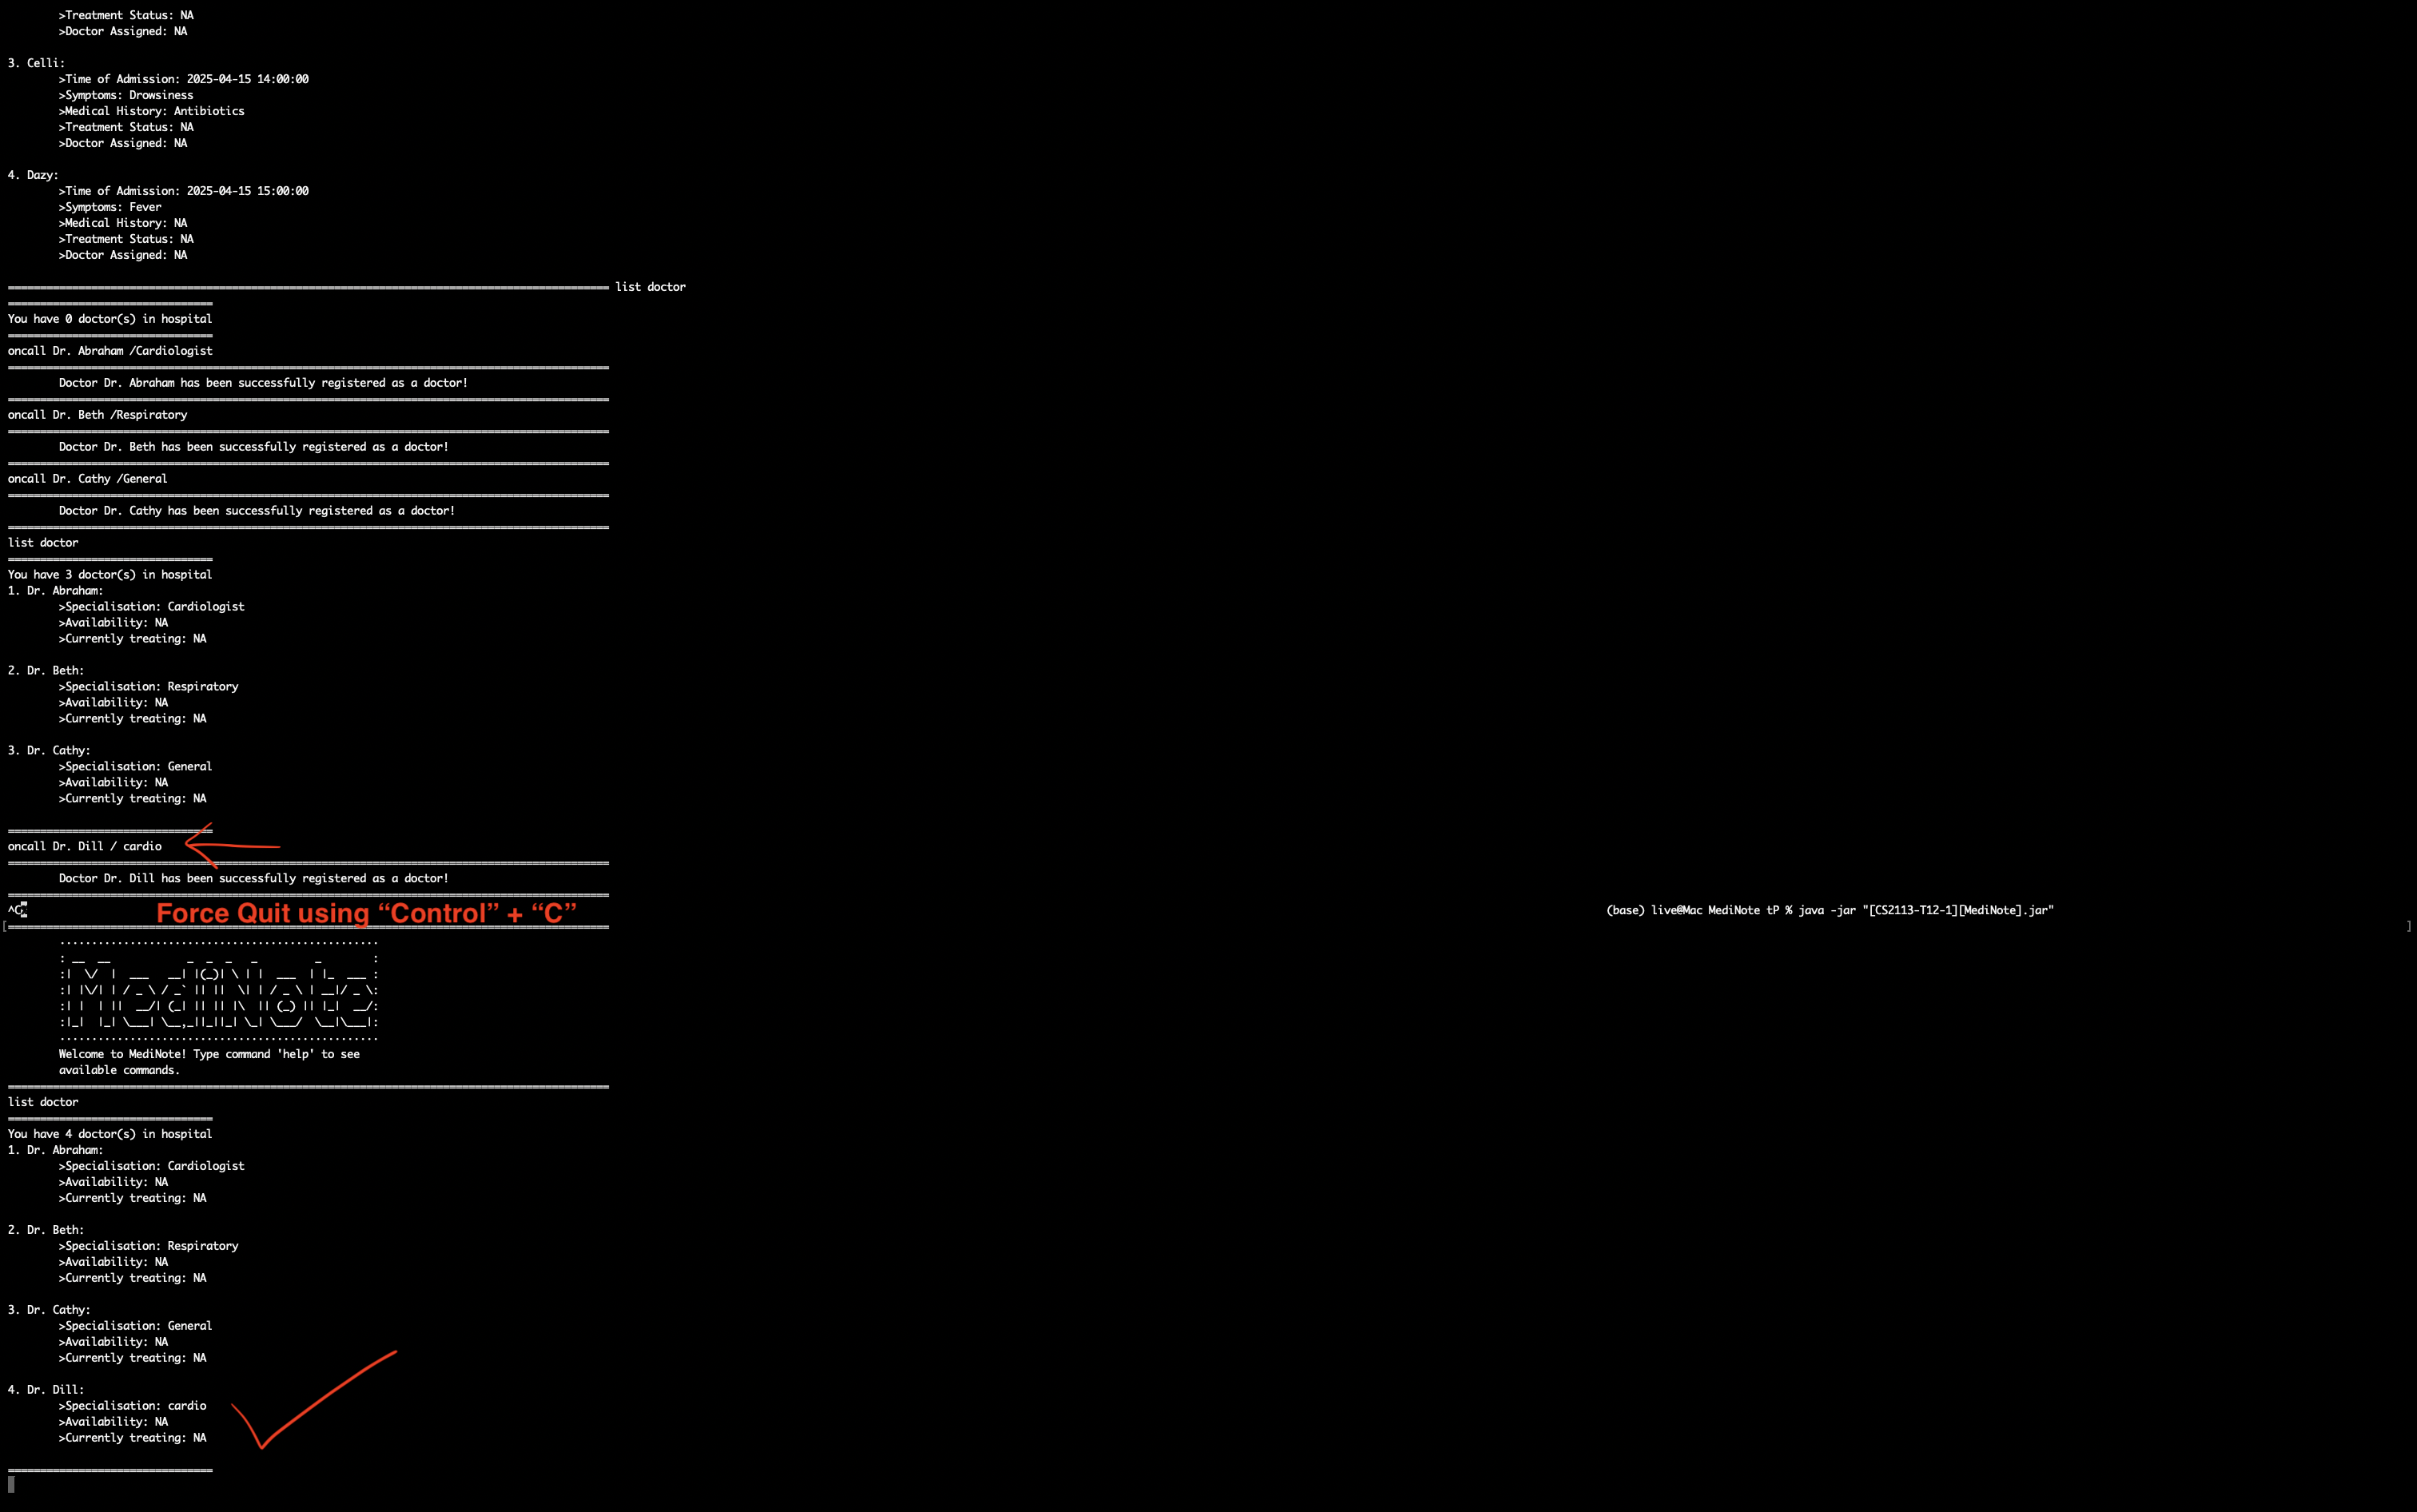 >Treatment Status: NA
>Doctor Assigned: NA
3. Celli:
>Time of Admission: 2025-04-15 14:00:00
>Symptoms: Drowsiness
>Medical History: Antibiotics
>Treatment Status: NA
>Doctor Assigned: NA
4. Dazy:
>Time of Admission: 2025-04-15 15:00:00
>Symptoms: Fever
>Medical History: NA
>Treatment Status: NA
>Doctor Assigned: NA
list doctor
You have 0 doctor(s) in hospital
oncall Dr. Abraham /Cardiologist
Doctor Dr. Abraham has been successfully registered as a doctor!
oncall Dr. Beth /Respiratory
Doctor Dr. Beth has been successfully registered as a doctor!
oncall Dr. Cathy /General
Doctor Dr. Cathy has been successfully registered as a doctor!
list doctor
You have 3 doctor(s) in hospital
1. Dr. Abraham:
>Specialisation: Cardiologist
>Availability: NA
>Currently treating: NA
2. Dr. Beth:
>Specialisation: Respiratory
>Availability: NA
>Currently treating: NA
3. Dr. Cathy:
>Specialisation: General
>Availability: NA
>Currently treating: NA
oncall Dr. Dill / cardio
Doctor Dr. Dill has been successfully registered as a doctor!
^C
Force Quit using “Control” + “C”
(base) live@Mac MediNote tP % java -jar "[CS2113-T12-1][MediNote].jar"
[ ]
MediNote
Welcome to MediNote! Type command 'help' to see
available commands.
list doctor
You have 4 doctor(s) in hospital
1. Dr. Abraham:
>Specialisation: Cardiologist
>Availability: NA
>Currently treating: NA
2. Dr. Beth:
>Specialisation: Respiratory
>Availability: NA
>Currently treating: NA
3. Dr. Cathy:
>Specialisation: General
>Availability: NA
>Currently treating: NA
4. Dr. Dill:
>Specialisation: cardio
>Availability: NA
>Currently treating: NA